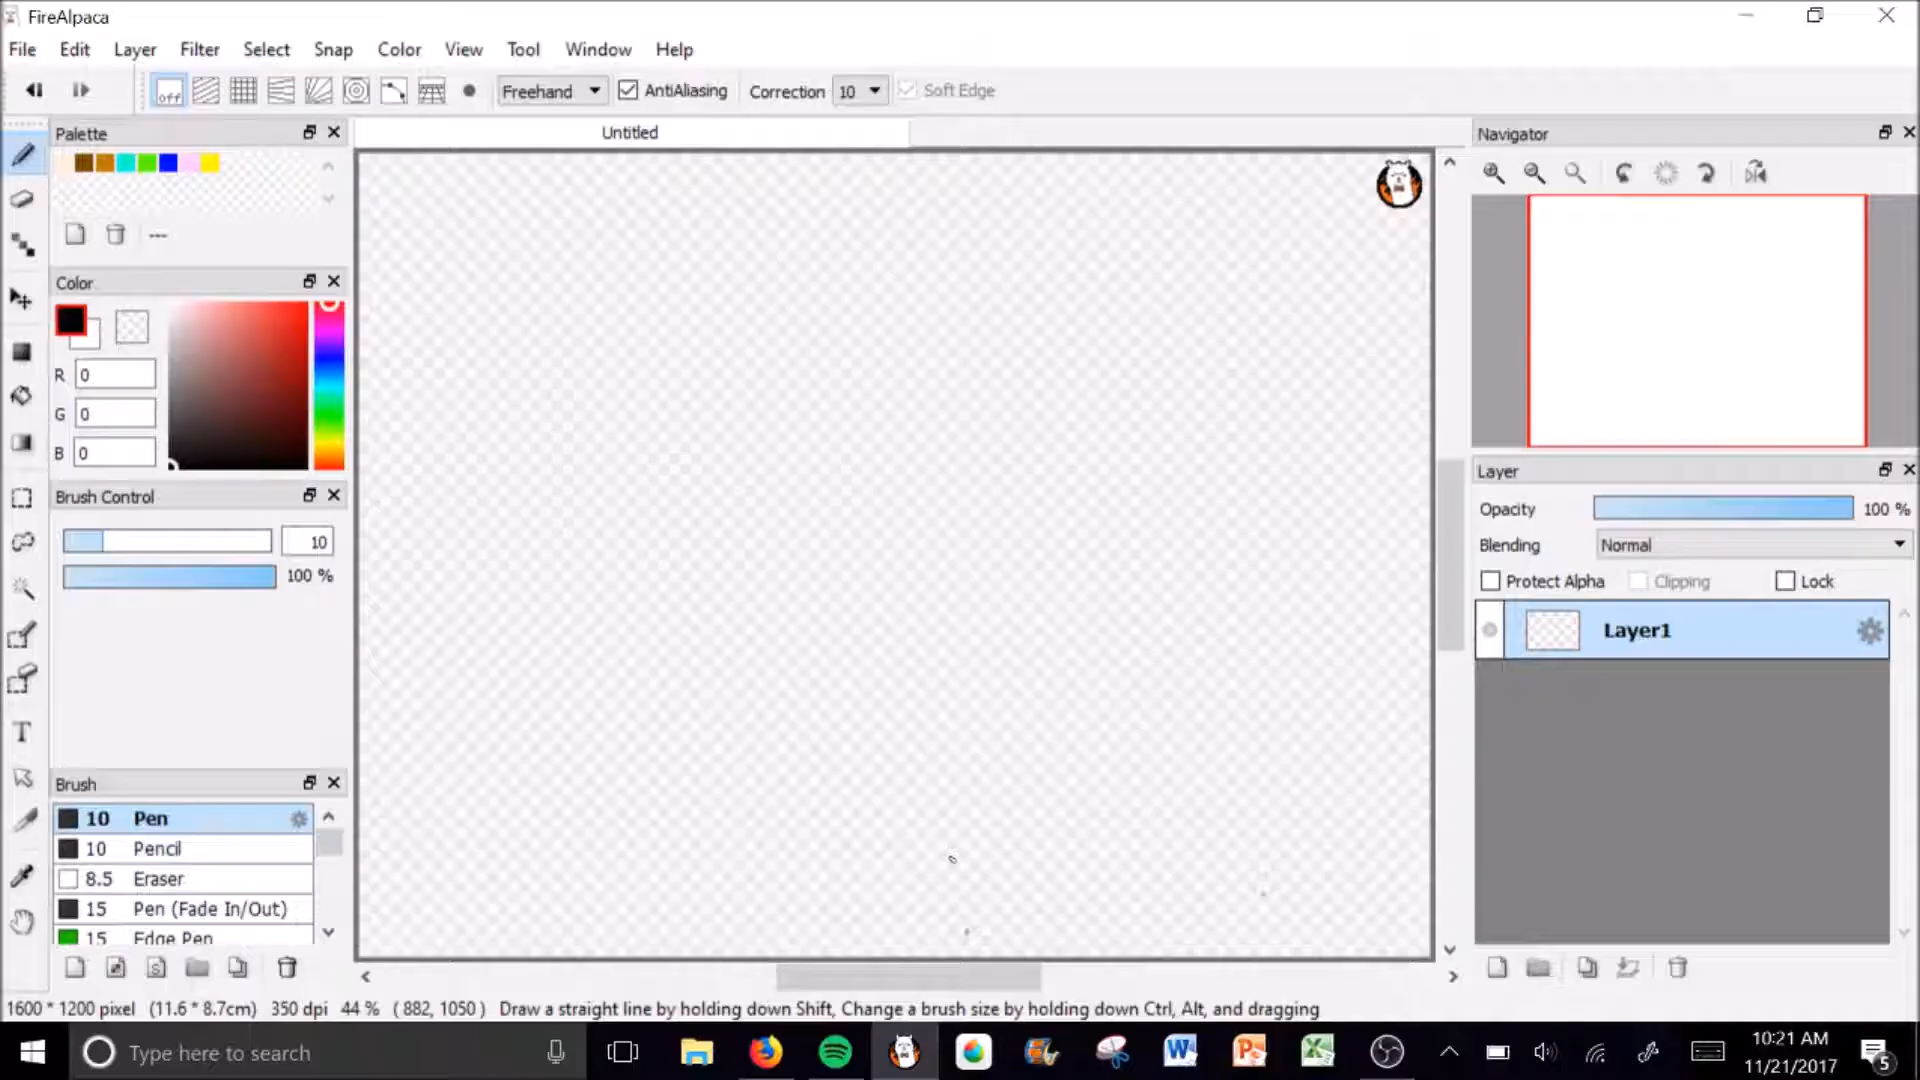 FireAlpaca
File Edit Layer Filter Select Snap Color View Tool Window Help
off Freehand AntiAliasing Correction 10 Soft Edge
Palette
Untitled
Navigator
---
Color
R 0
G 0
B 0
Brush Control
10
100 %
Layer
Opacity 100 %
Blending Normal
Protect Alpha Clipping Lock
Layer1
Brush
10 Pen
10 Pencil
8.5 Eraser
15 Pen (Fade In/Out)
15 Edge Pen
1600 * 1200 pixel (11.6 * 8.7cm) 350 dpi 44 % ( 882, 1050 ) Draw a straight line by holding down Shift, Change a brush size by holding down Ctrl, Alt, and dragging
Type here to search
10:21 AM
11/21/2017
5